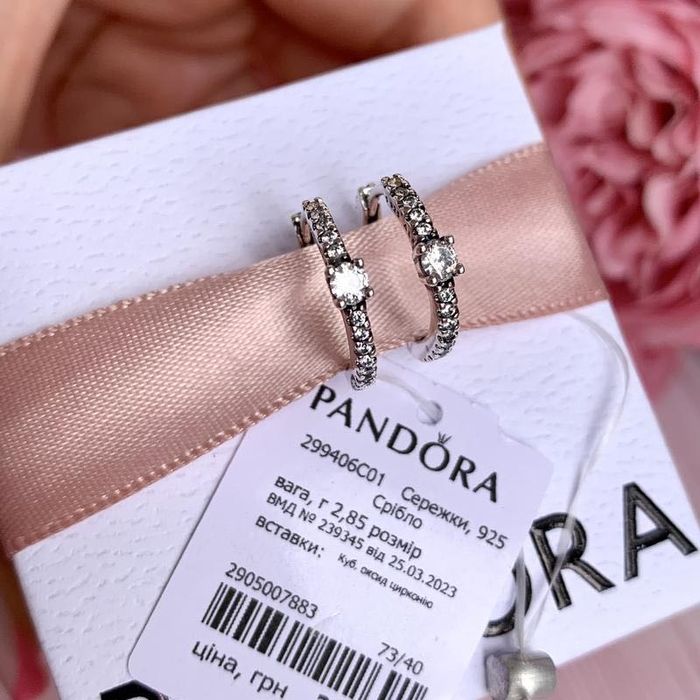 PANDORA
299406C01 Сережки, 925
Срібло
вага, г 2,85 розмір
ВМД № 239345 від 25.03.2023
вставки: Куб. оксид цирконію
2905007883
73/40
ціна, грн
ORA